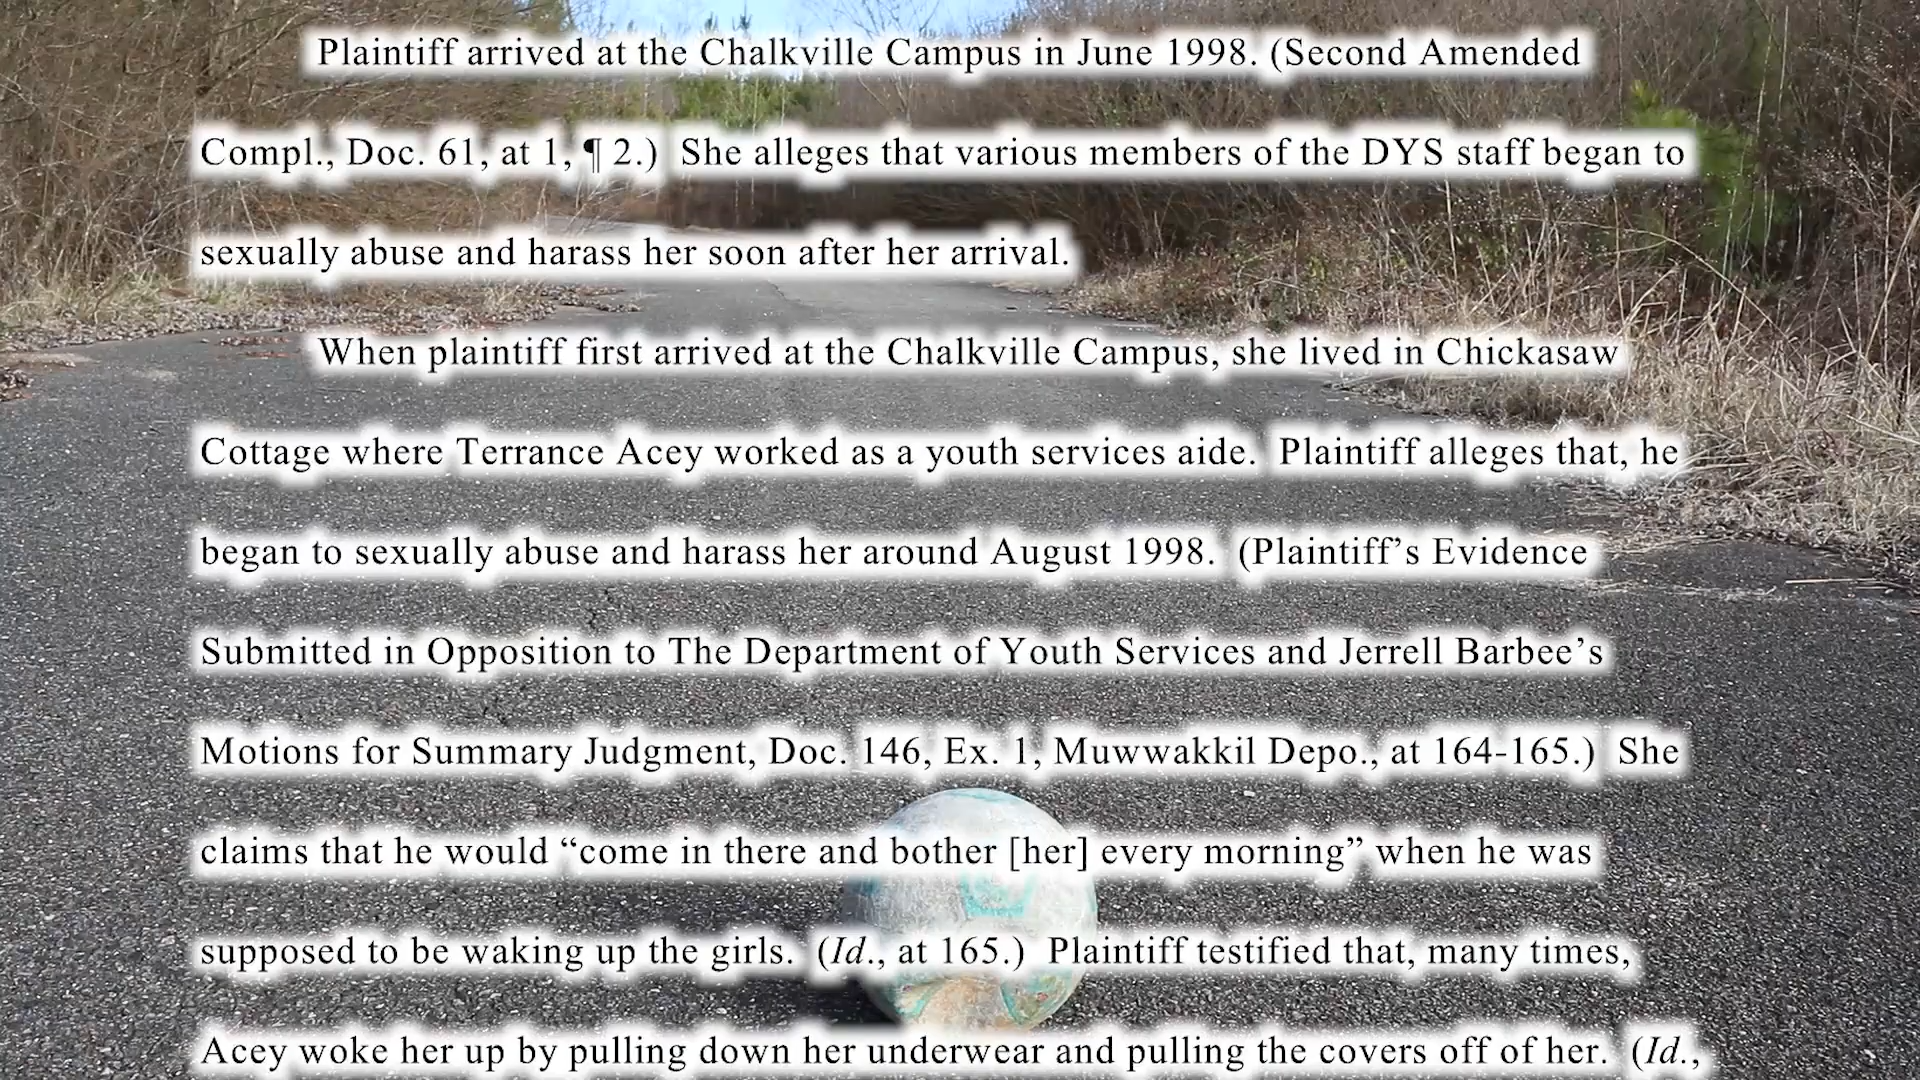 Plaintiff arrived at the Chalkville Campus in June 1998. (Second Amended
Compl., Doc. 61, at 1, ¶ 2.) She alleges that various members of the DYS staff began to
sexually abuse and harass her soon after her arrival.
When plaintiff first arrived at the Chalkville Campus, she lived in Chickasaw
Cottage where Terrance Acey worked as a youth services aide. Plaintiff alleges that, he
began to sexually abuse and harass her around August 1998. (Plaintiff’s Evidence
Submitted in Opposition to The Department of Youth Services and Jerrell Barbee’s
Motions for Summary Judgment, Doc. 146, Ex. 1, Muwwakkil Depo., at 164-165.) She
claims that he would “come in there and bother [her] every morning” when he was
supposed to be waking up the girls. (Id., at 165.) Plaintiff testified that, many times,
Acey woke her up by pulling down her underwear and pulling the covers off of her. (Id.,